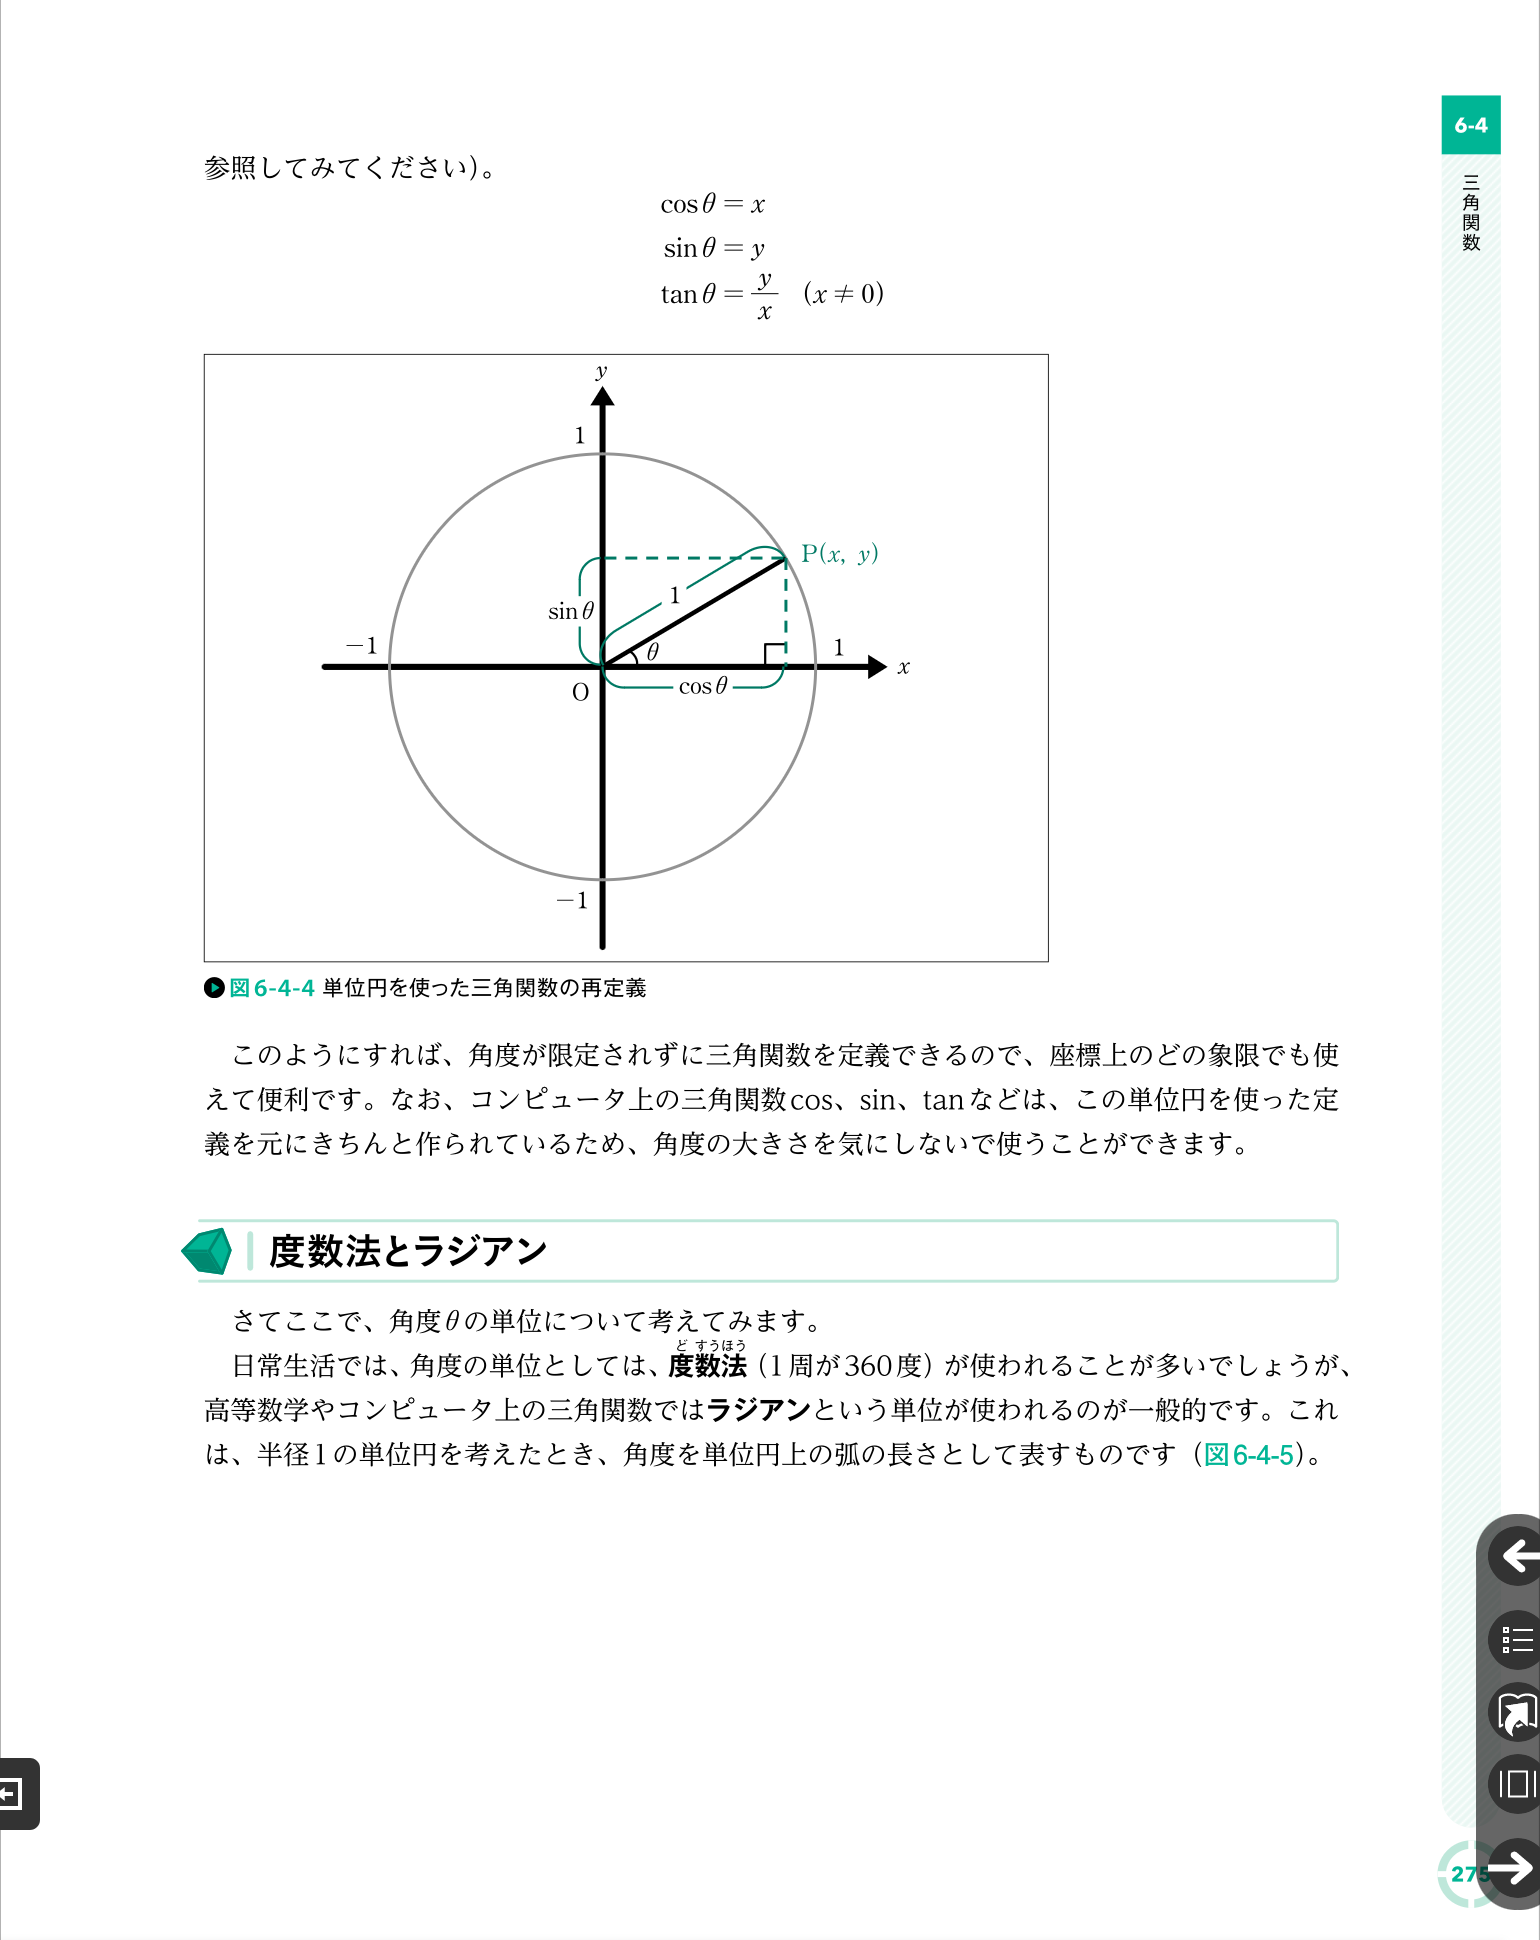 6-4
三角関数
参照してみてください)。
cosθ = x
sinθ = y
tanθ = y/x (x ≠ 0)
y
1
P(x, y)
1
sinθ
−1
θ
1
x
cosθ
O
−1
図6-4-4 単位円を使った三角関数の再定義
このようにすれば、角度が限定されずに三角関数を定義できるので、座標上のどの象限でも使
えて便利です。なお、コンピュータ上の三角関数cos、sin、tanなどは、この単位円を使った定
義を元にきちんと作られているため、角度の大きさを気にしないで使うことができます。
度数法とラジアン
さてここで、角度θの単位について考えてみます。
ど すうほう
日常生活では、角度の単位としては、度数法（1周が360度）が使われることが多いでしょうが、
高等数学やコンピュータ上の三角関数ではラジアンという単位が使われるのが一般的です。これ
は、半径1の単位円を考えたとき、角度を単位円上の弧の長さとして表すものです（図6-4-5）。
275